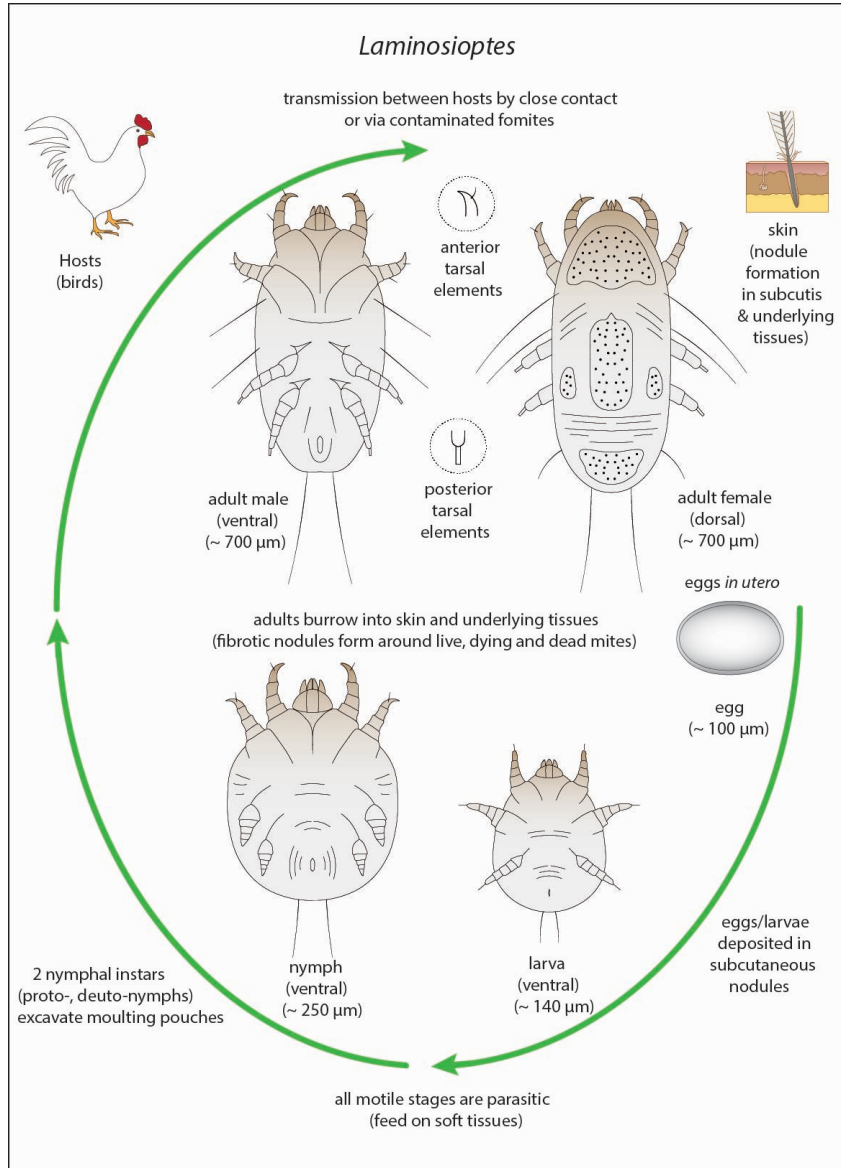 Laminosioptes
transmission between hosts by close contact
or via contaminated fomites
Hosts
(birds)
anterior
tarsal
elements
skin
(nodule
formation
in subcutis
& underlying
tissues)
adult male
(ventral)
(~ 700 µm)
posterior
tarsal
elements
adult female
(dorsal)
(~ 700 µm)
eggs in utero
adults burrow into skin and underlying tissues
(fibrotic nodules form around live, dying and dead mites)
egg
(~ 100 µm)
eggs/larvae
deposited in
subcutaneous
nodules
2 nymphal instars
(proto-, deuto-nymphs)
excavate moulting pouches
nymph
(ventral)
(~ 250 µm)
larva
(ventral)
(~ 140 µm)
all motile stages are parasitic
(feed on soft tissues)